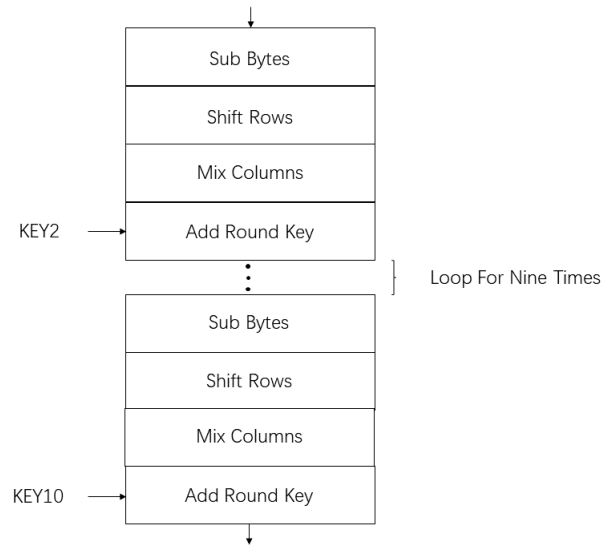 Sub Bytes
Shift Rows
Mix Columns
KEY2
Add Round Key
Loop For Nine Times
Sub Bytes
Shift Rows
Mix Columns
KEY10
Add Round Key